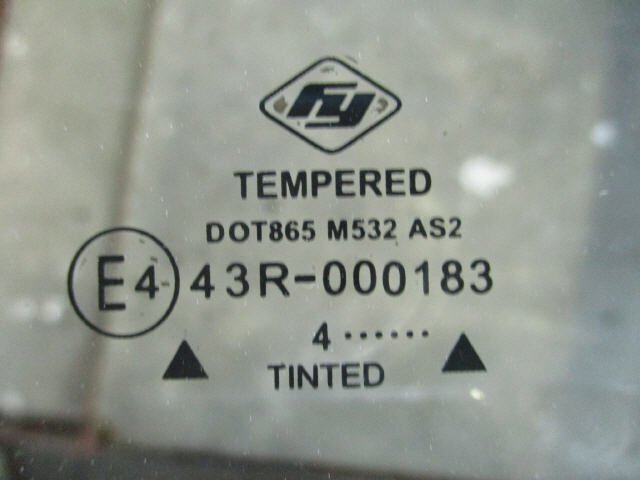 FY
TEMPERED
DOT865 M532 AS2
E4 43R-000183
4 ······
TINTED